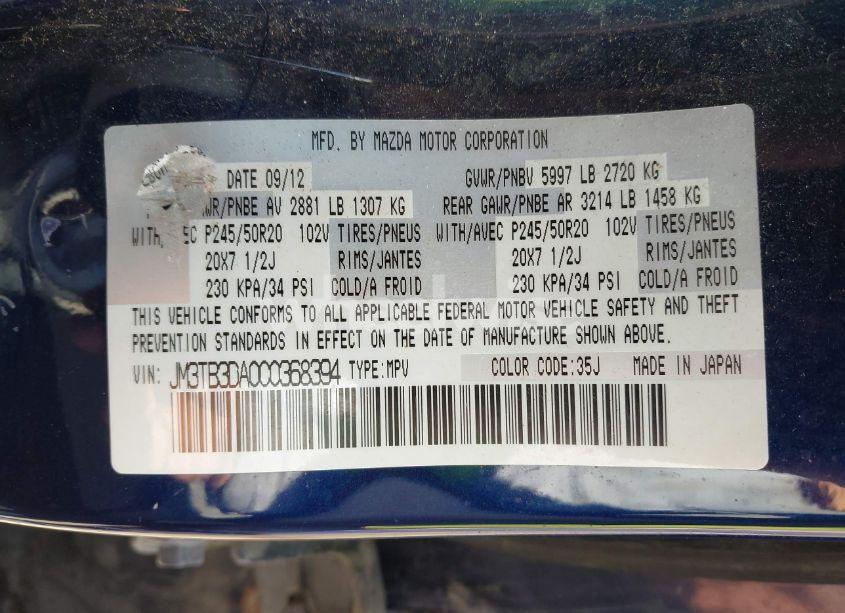 MFD. BY MAZDA MOTOR CORPORATION
DATE 09/12 GVWR/PNBV 5997 LB 2720 KG
/PNBE AV 2881 LB 1307 KG REAR GAWR/PNBE AR 3214 LB 1458 KG
P245/50R20 102V TIRES/PNEUS WITH/AVEC P245/50R20 102V TIRES/PNEUS
20X7 1/2J RIMS/JANTES 20X7 1/2J RIMS/JANTES
230 KPA/34 PSI COLD/A FROID 230 KPA/34 PSI COLD/A FROID
THIS VEHICLE CONFORMS TO ALL APPLICABLE FEDERAL MOTOR VEHICLE SAFETY AND THEFT
PREVENTION STANDARDS IN EFFECT ON THE DATE OF MANUFACTURE SHOWN ABOVE.
VIN: JM3TB3DA0D0368394 TYPE:MPV COLOR CODE:35J MADE IN JAPAN